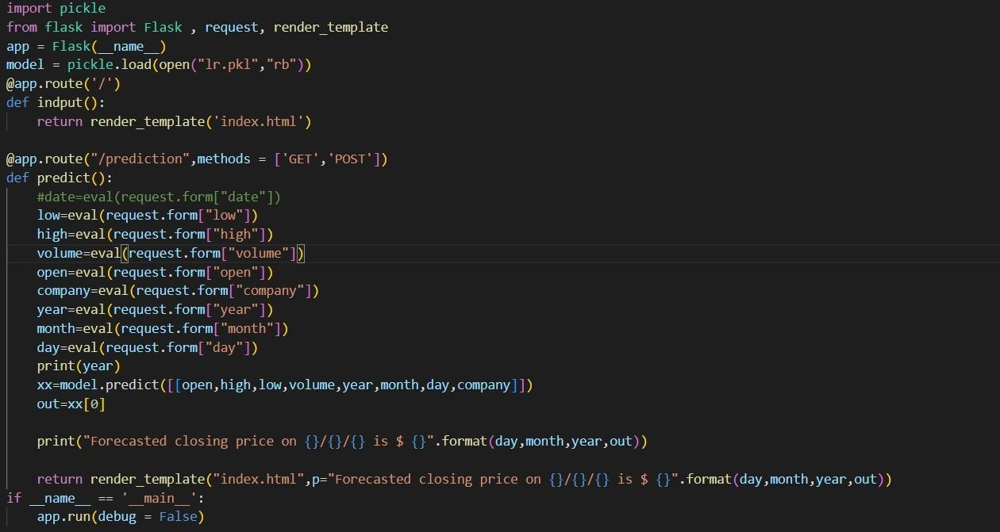 import pickle
from flask import Flask , request, render_template
app = Flask(__name__)
model = pickle.load(open("lr.pkl","rb"))
@app.route('/')
def indput():
    return render_template('index.html')

@app.route("/prediction",methods = ['GET','POST'])
def predict():
    #date=eval(request.form["date"])
    low=eval(request.form["low"])
    high=eval(request.form["high"])
    volume=eval(request.form["volume"])
    open=eval(request.form["open"])
    company=eval(request.form["company"])
    year=eval(request.form["year"])
    month=eval(request.form["month"])
    day=eval(request.form["day"])
    print(year)
    xx=model.predict([[open,high,low,volume,year,month,day,company]])
    out=xx[0]

    print("Forecasted closing price on {}/{}/{} is $ {}".format(day,month,year,out))

    return render_template("index.html",p="Forecasted closing price on {}/{}/{} is $ {}".format(day,month,year,out))
if __name__ == '__main__':
    app.run(debug = False)